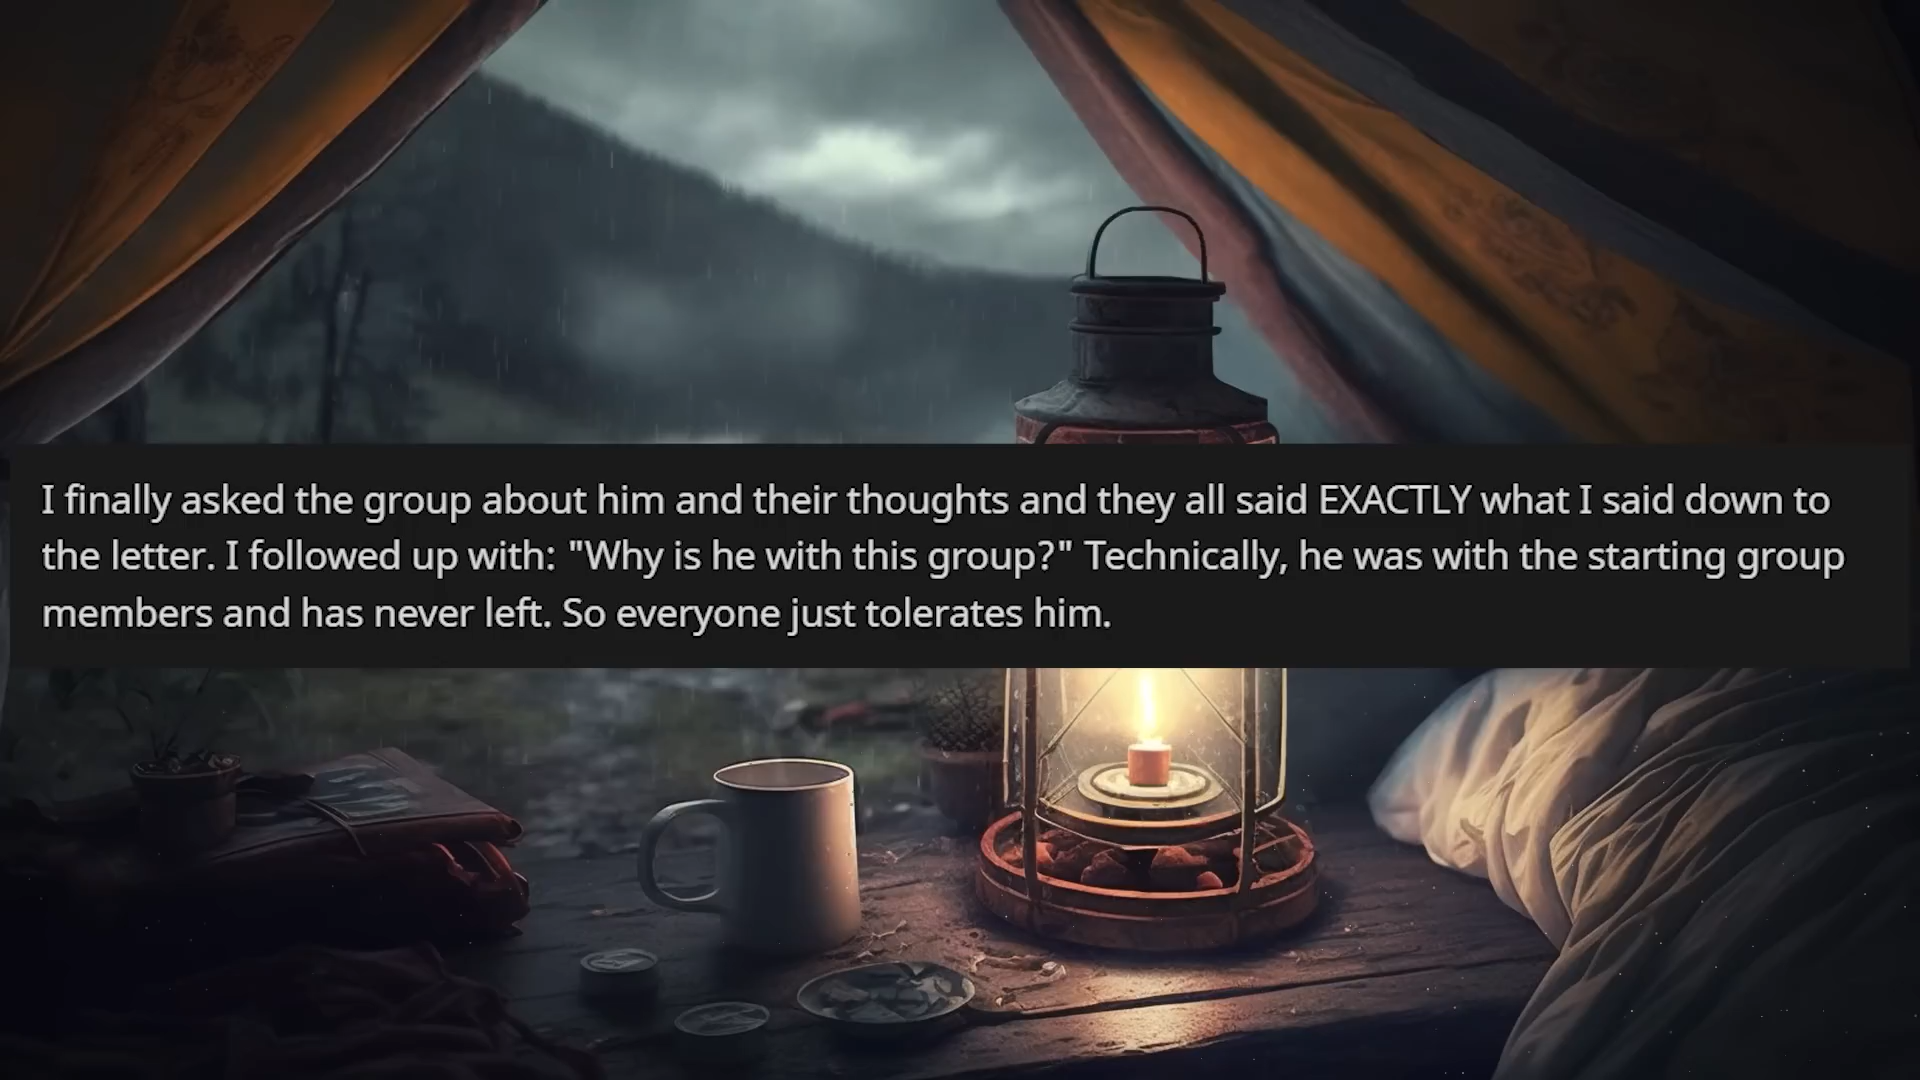 I finally asked the group about him and their thoughts and they all said EXACTLY what I said down to
the letter. I followed up with: "Why is he with this group?" Technically, he was with the starting group
members and has never left. So everyone just tolerates him.